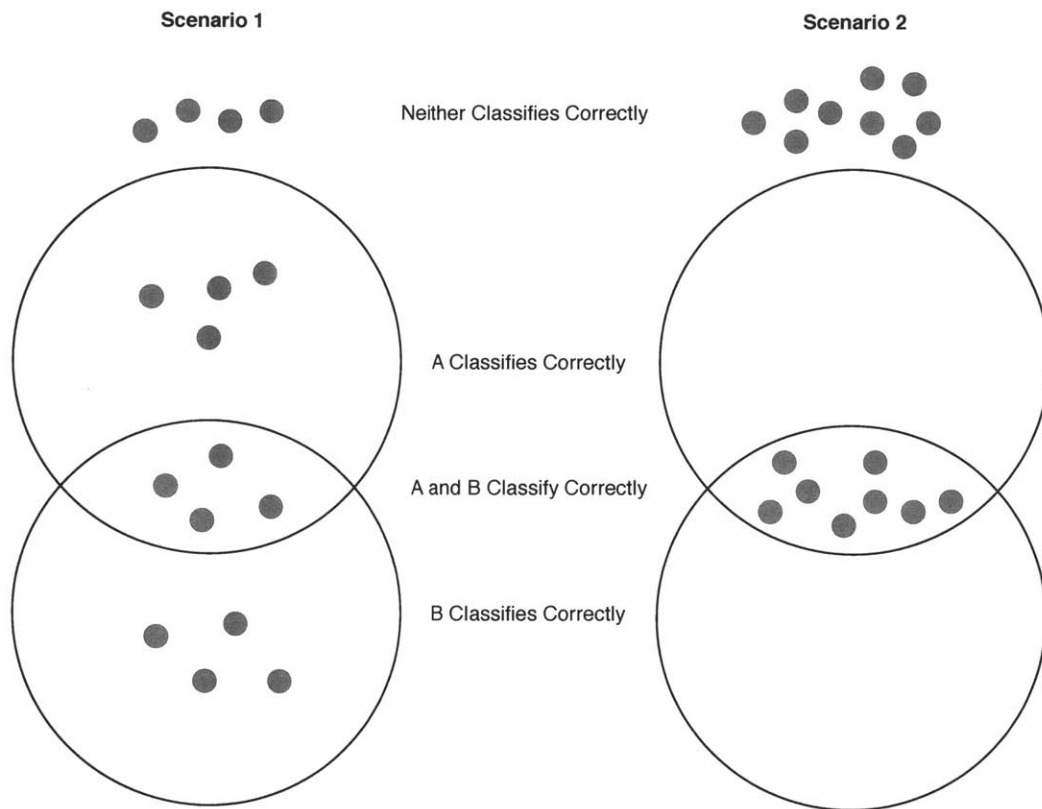 Scenario 1
Scenario 2
Neither Classifies Correctly
A Classifies Correctly
A and B Classify Correctly
B Classifies Correctly